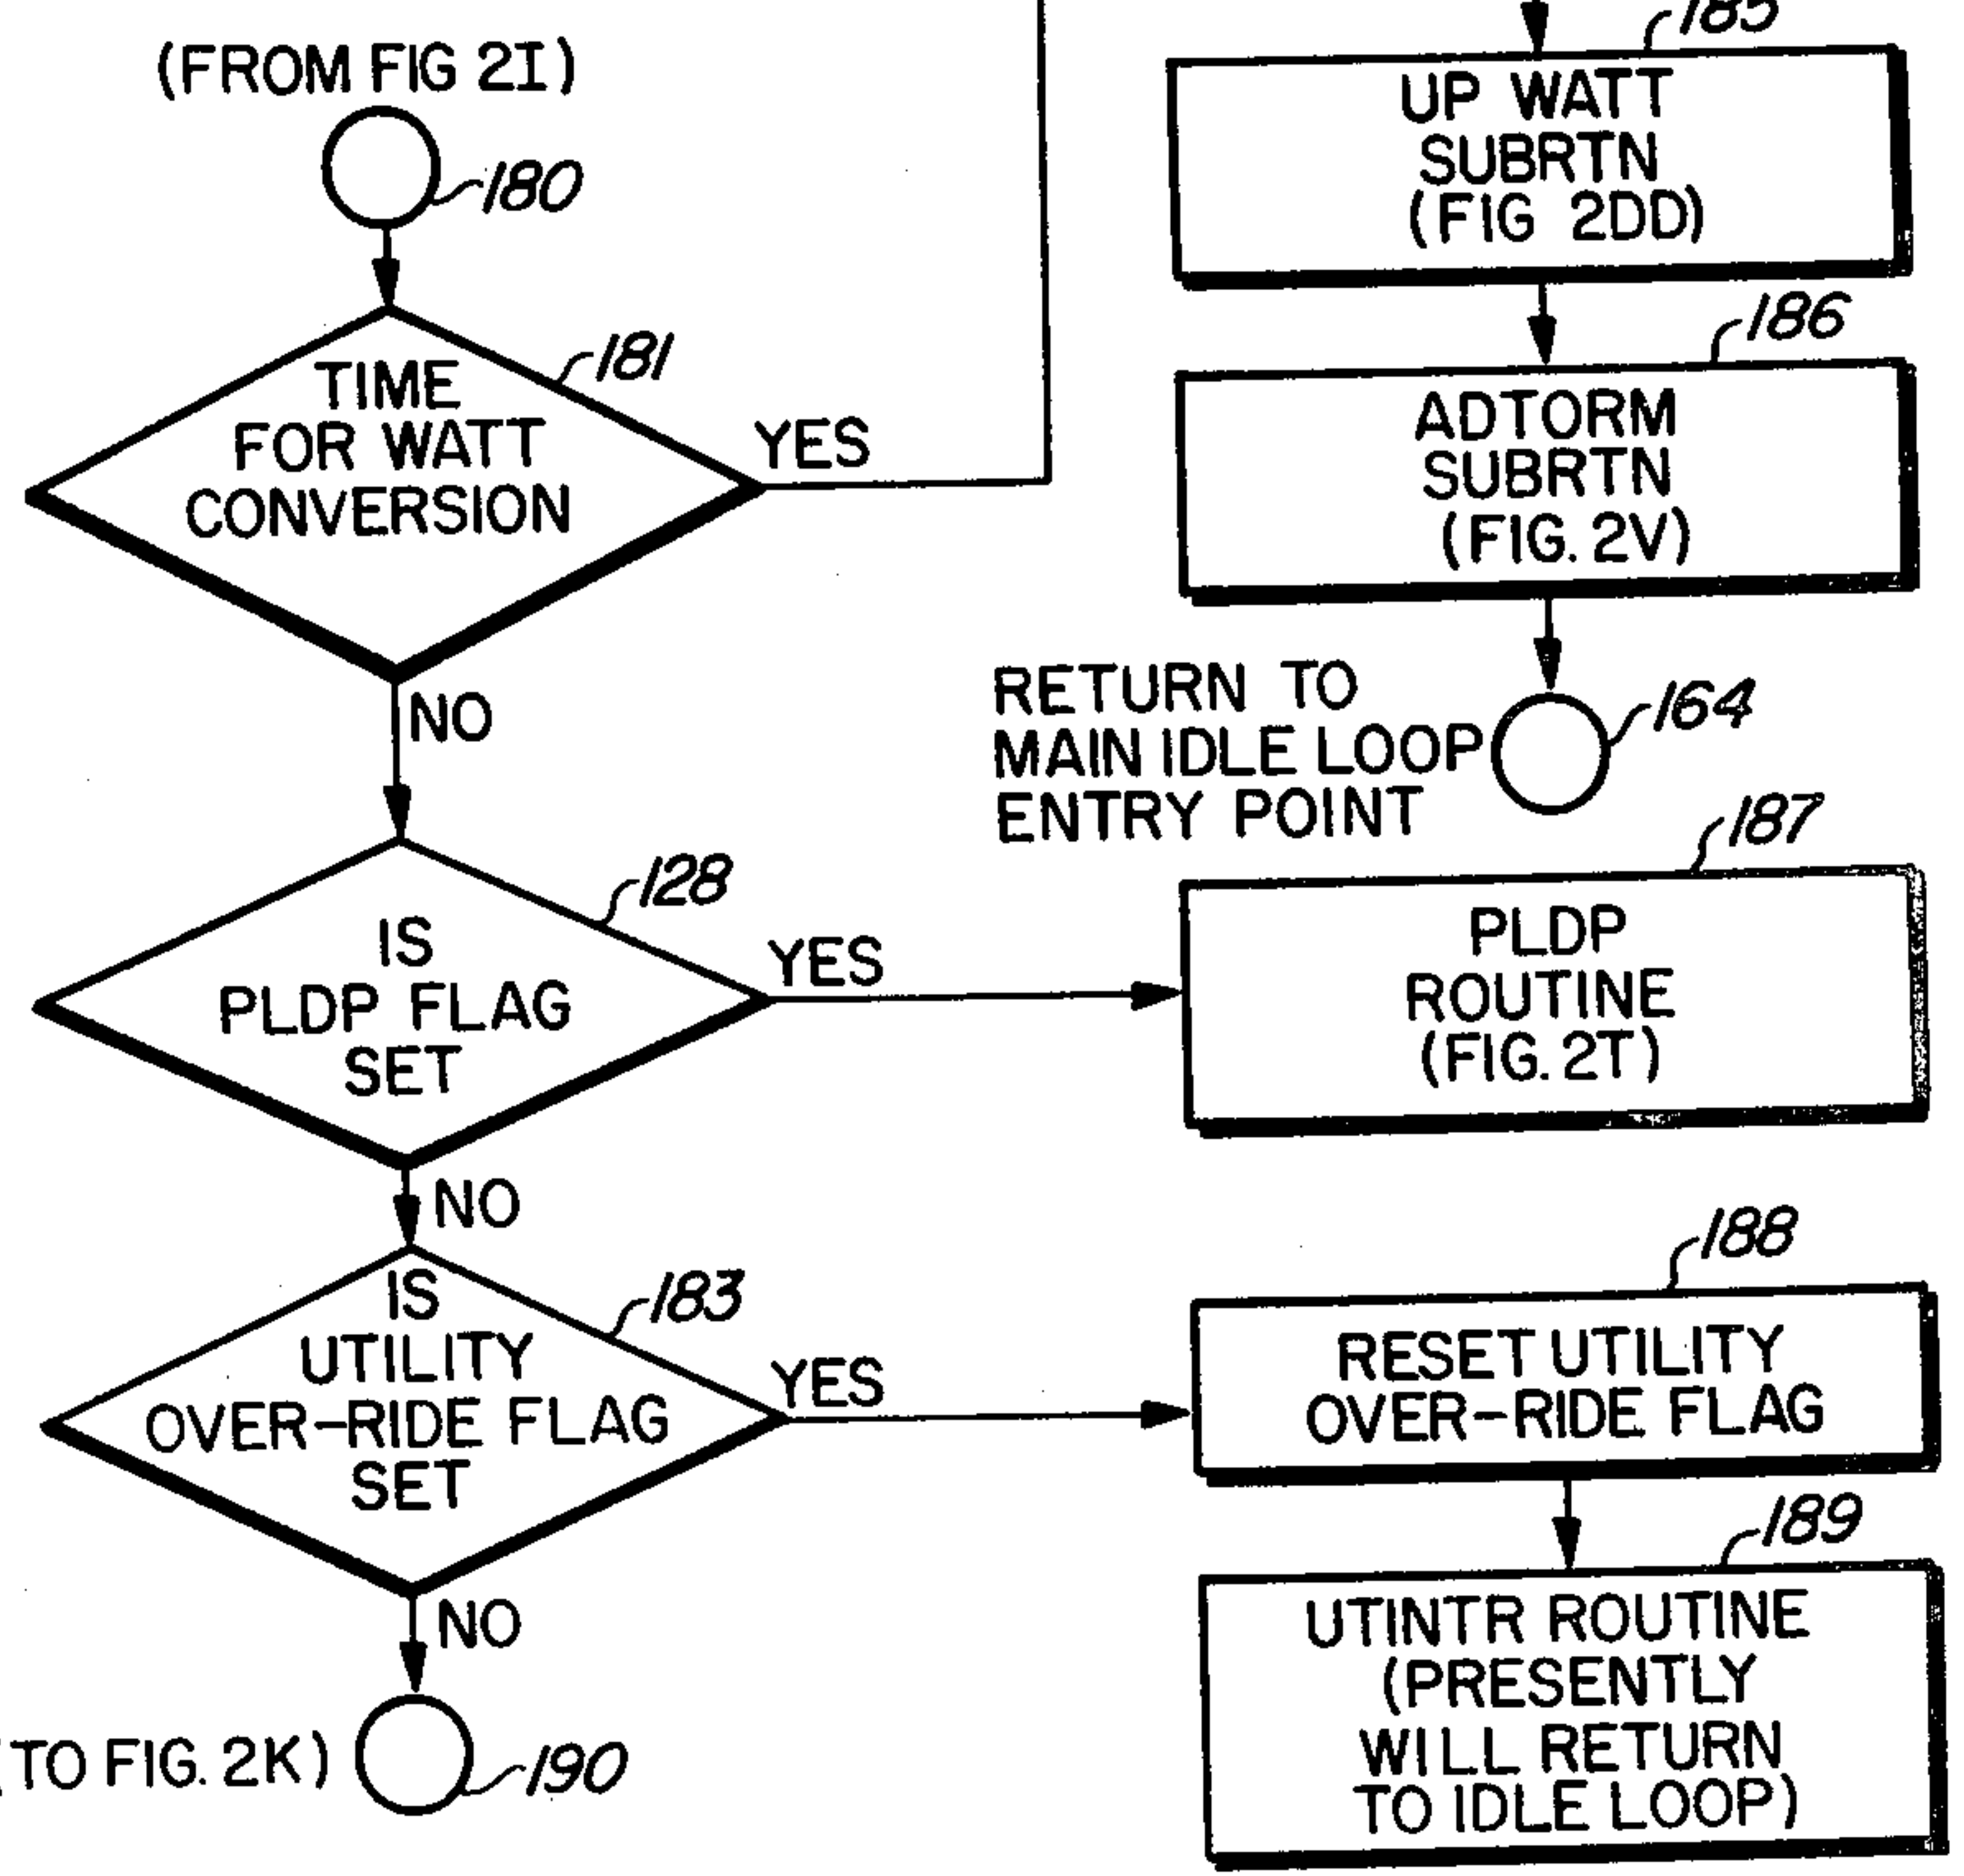 (FROM FIG 2I)
180
TIME
FOR WATT
CONVERSION
181
YES
NO
185
UP WATT
SUBRTN
(FIG 2DD)
186
ADTORM
SUBRTN
(FIG. 2V)
RETURN TO
MAIN IDLE LOOP
ENTRY POINT
164
IS
PLDP FLAG
SET
128
YES
NO
187
PLDP
ROUTINE
(FIG. 2T)
IS
UTILITY
OVER-RIDE FLAG
SET
183
YES
NO
188
RESET UTILITY
OVER-RIDE FLAG
189
UTINTR ROUTINE
(PRESENTLY
WILL RETURN
TO IDLE LOOP)
(TO FIG. 2K)
190